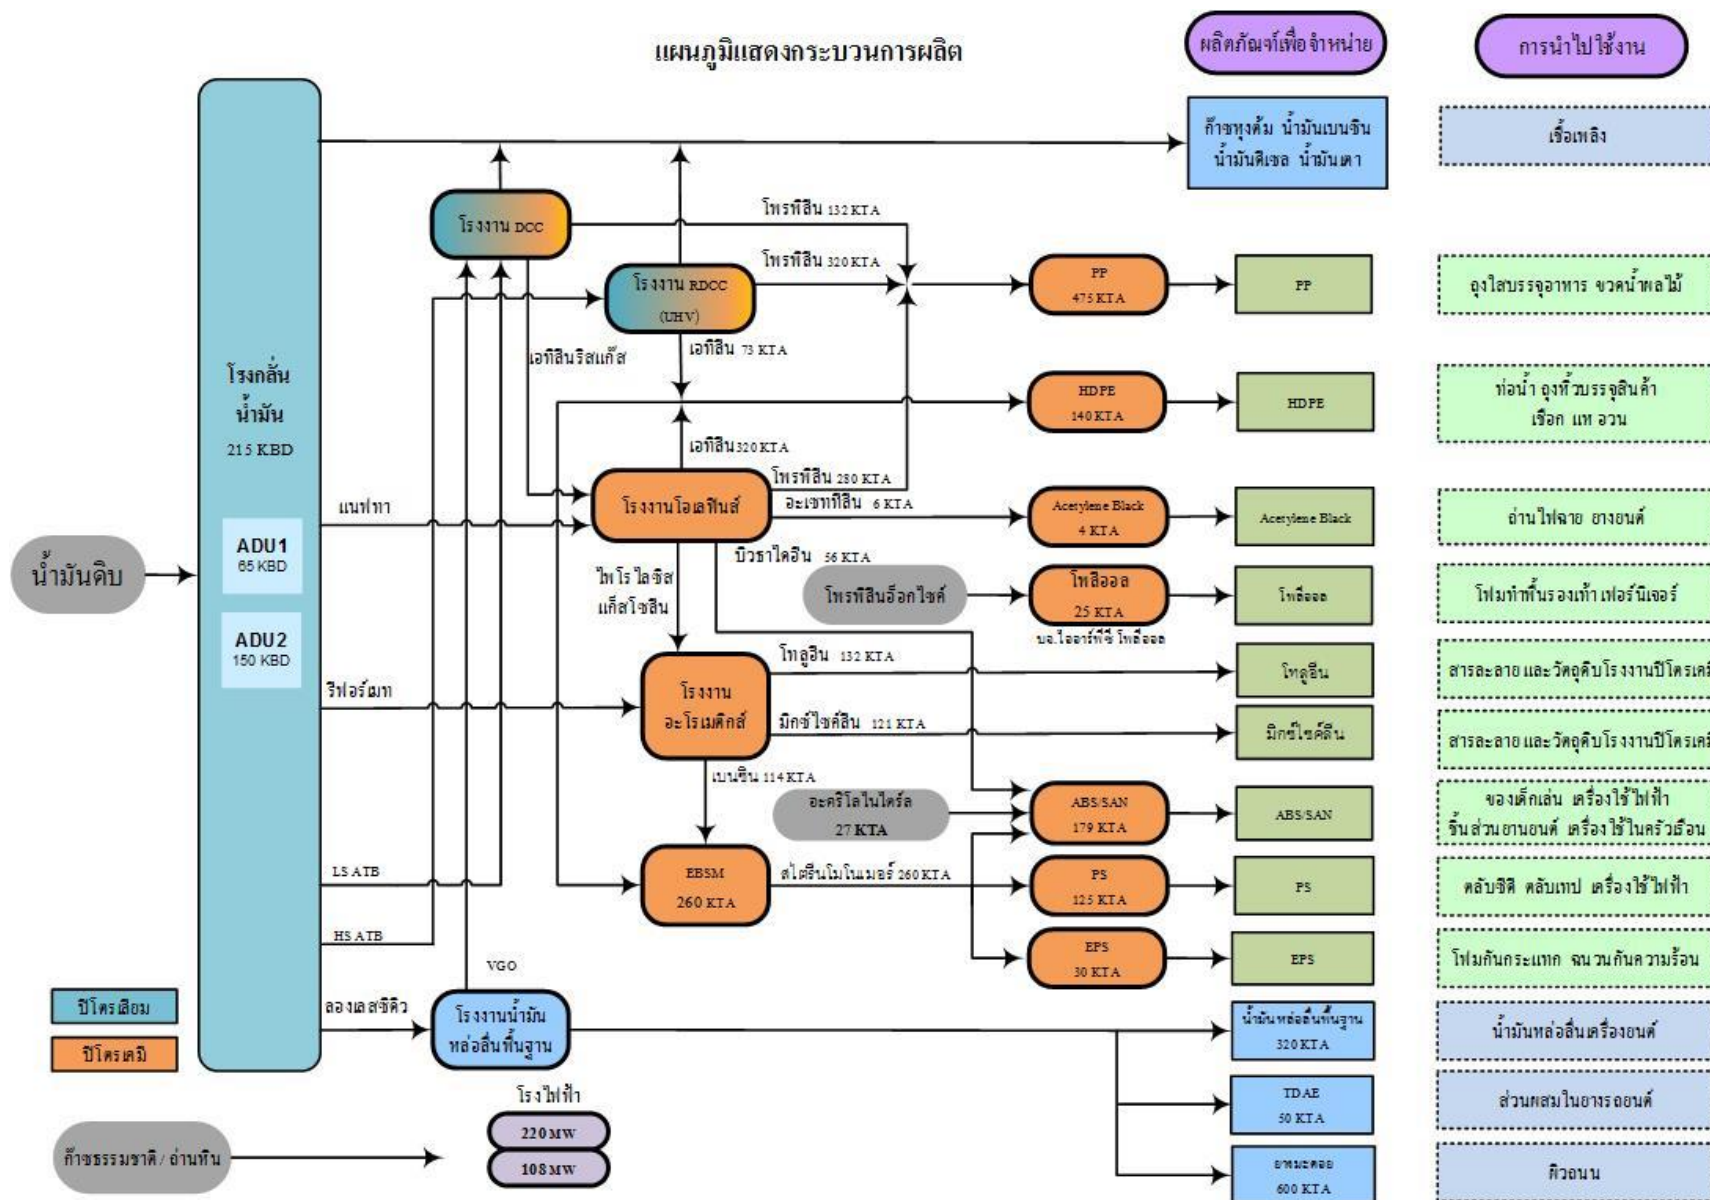 แผนภูมิแสดงกระบวนการผลิต
ผลิตภัณฑ์เพื่อจำหน่าย
การนำไปใช้งาน
ก๊าซหุงต้ม น้ำมันเบนซิน
น้ำมันดีเซล น้ำมันเตา
เชื้อเพลิง
โรงงาน DCC
โพรพิลีน 132 KTA
โรงงาน RDCC
(UHV)
โพรพิลีน 320 KTA
PP
475 KTA
PP
ถุงใสบรรจุอาหาร ขวดน้ำผลไม้
เอทิลีนริสแก๊ส
เอทิลีน 73 KTA
โรงกลั่น
น้ำมัน
215 KBD
HDPE
140 KTA
HDPE
ท่อน้ำ ถุงหิ้วบรรจุสินค้า
เชือก แห อวน
เอทิลีน 320 KTA
โรงงานโอเลฟินส์
โพรพิลีน 280 KTA
อะเซททิลีน 6 KTA
Acetylene Black
4 KTA
Acetylene Black
ถ่านไฟฉาย ยางยนต์
แนฟทา
น้ำมันดิบ
ADU1
65 KBD
ADU2
150 KBD
บิวธาไดอีน 56 KTA
ไพโรไลซิส
แก๊สโซลีน
โพรพิลีนอ็อกไซค์
โพลีออล
25 KTA
บจ.ไออาร์พีซี โพลีออล
โพลีออล
โฟมทำพื้นรองเท้า เฟอร์นิเจอร์
รีฟอร์เมท
โรงงาน
อะโรเมติกส์
โทลูอีน 132 KTA
โทลูอีน
สารละลาย และวัตถุดิบโรงงานปิโตรเคมี
มิกซ์ไซค์ลีน 121 KTA
มิกซ์ไซค์ลีน
สารละลาย และวัตถุดิบโรงงานปิโตรเคมี
เบนซีน 114 KTA
อะคริโลไนไตร์ล
27 KTA
ABS/SAN
179 KTA
ABS/SAN
ของเด็กเล่น เครื่องใช้ไฟฟ้า
ชิ้นส่วนยานยนต์ เครื่องใช้ในครัวเรือน
LS ATB
EBSM
260 KTA
สไตรีนโมโนเมอร์ 260 KTA
PS
125 KTA
PS
ตลับซีดี ตลับเทป เครื่องใช้ไฟฟ้า
HS ATB
EPS
30 KTA
EPS
โฟมกันกระแทก ฉนวนกันความร้อน
VGO
ปิโตรเลียม
ปิโตรเคมี
ลองเลสซิดิว
โรงงานน้ำมัน
หล่อลื่นพื้นฐาน
น้ำมันหล่อลื่นพื้นฐาน
320 KTA
น้ำมันหล่อลื่นเครื่องยนต์
TDAE
50 KTA
ส่วนผสมในยางรถยนต์
ยางมะตอย
600 KTA
ผิวถนน
ก๊าซธรรมชาติ / ถ่านหิน
โรงไฟฟ้า
220 MW
108 MW